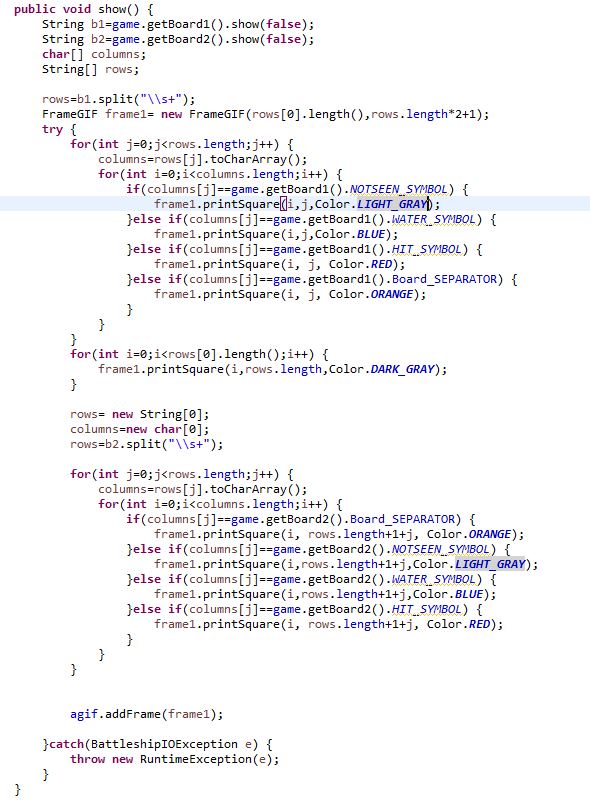 public void show() {
String b1=game.getBoard1().show(false);
String b2=game.getBoard2().show(false);
char[] columns;
String[] rows;
rows=b1.split("\\s+");
FrameGIF frame1= new FrameGIF(rows[0].length(),rows.length*2+1);
try {
for(int j=0;j<rows.length;j++) {
columns=rows[j].toCharArray();
for(int i=0;i<columns.length;i++) {
if(columns[j]==game.getBoard1().NOTSEEN_SYMBOL) {
frame1.printSquare(i,j,Color.LIGHT_GRAY);
}else if(columns[j]==game.getBoard1().WATER_SYMBOL) {
frame1.printSquare(i,j,Color.BLUE);
}else if(columns[j]==game.getBoard1().HIT_SYMBOL) {
frame1.printSquare(i, j, Color.RED);
}else if(columns[j]==game.getBoard1().Board_SEPARATOR) {
frame1.printSquare(i, j, Color.ORANGE);
}
}
}
for(int i=0;i<rows[0].length();i++) {
frame1.printSquare(i,rows.length,Color.DARK_GRAY);
}
rows= new String[0];
columns=new char[0];
rows=b2.split("\\s+");
for(int j=0;j<rows.length;j++) {
columns=rows[j].toCharArray();
for(int i=0;i<columns.length;i++) {
if(columns[j]==game.getBoard2().Board_SEPARATOR) {
frame1.printSquare(i, rows.length+1+j, Color.ORANGE);
}else if(columns[j]==game.getBoard2().NOTSEEN_SYMBOL) {
frame1.printSquare(i,rows.length+1+j,Color.LIGHT_GRAY);
}else if(columns[j]==game.getBoard2().WATER_SYMBOL) {
frame1.printSquare(i,rows.length+1+j,Color.BLUE);
}else if(columns[j]==game.getBoard2().HIT_SYMBOL) {
frame1.printSquare(i, rows.length+1+j, Color.RED);
}
}
}
agif.addFrame(frame1);
}catch(BattleshipIOException e) {
throw new RuntimeException(e);
}
}